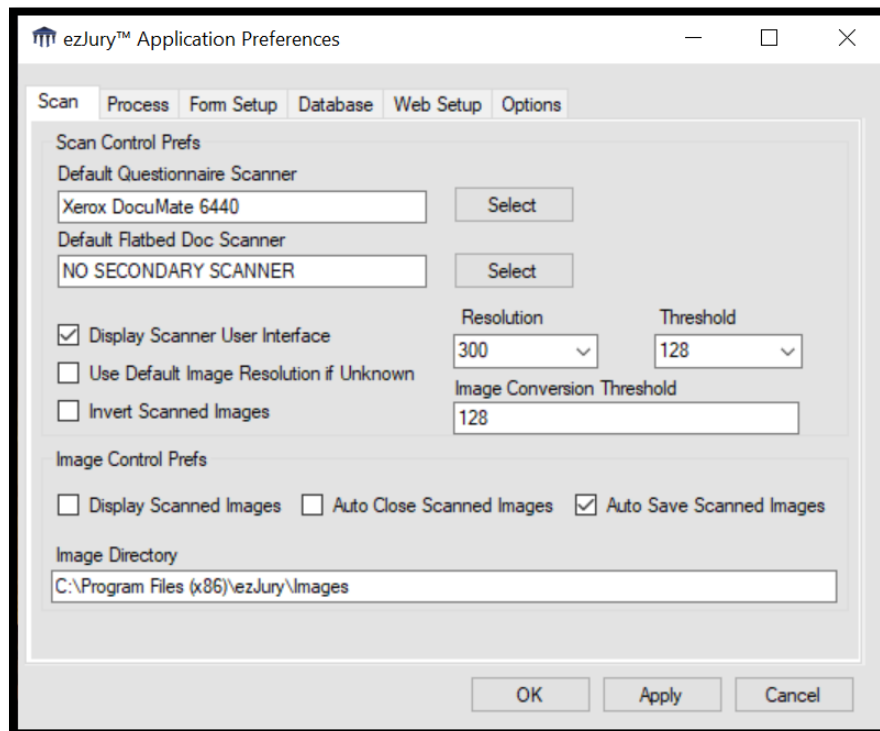 ezJury™ Application Preferences
Scan Process Form Setup Database Web Setup Options
Scan Control Prefs
Default Questionnaire Scanner
Xerox DocuMate 6440 Select
Default Flatbed Doc Scanner
NO SECONDARY SCANNER Select
Display Scanner User Interface
Use Default Image Resolution if Unknown
Invert Scanned Images
Resolution Threshold
300 128
Image Conversion Threshold
128
Image Control Prefs
Display Scanned Images Auto Close Scanned Images Auto Save Scanned Images
Image Directory
C:\Program Files (x86)\ezJury\Images
OK Apply Cancel